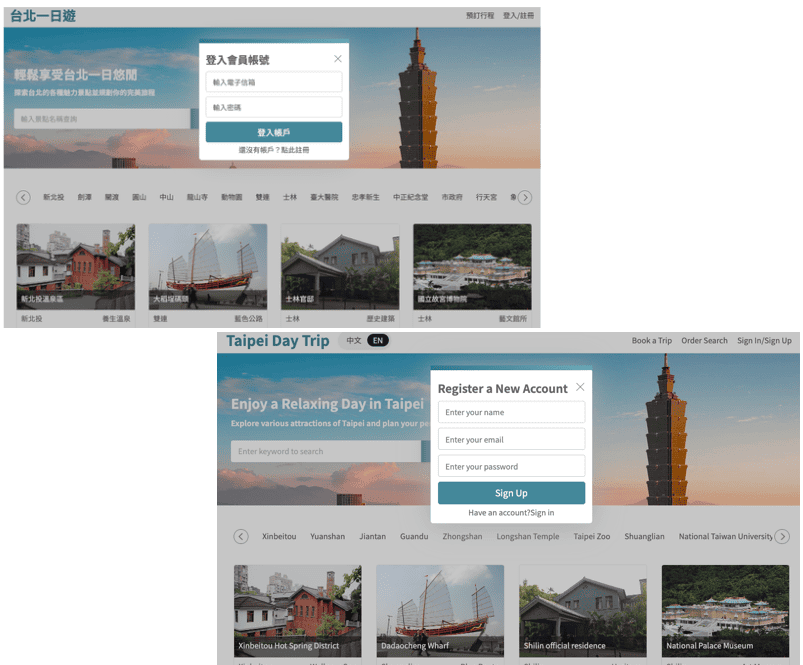 台北一日遊
預訂行程 登入/註冊
登入會員帳號
輕鬆享受台北一日悠閒
輸入電子信箱
探索台北的各種魅力景點並規劃你的完美旅程
輸入密碼
輸入景點名稱查詢
登入帳戶
還沒有帳戶？點此註冊
新北投 劍潭 關渡 圓山 中山 龍山寺 動物園 雙連 士林 臺大醫院 忠孝新生 中正紀念堂 市政府 行天宮
新北投溫泉區 大稻埕碼頭 士林官邸 國立故宮博物院
新北投 養生溫泉 雙連 藍色公路 士林 歷史建築 士林 藝文館所
Taipei Day Trip 中文 EN Book a Trip Order Search Sign In/Sign Up
Register a New Account
Enjoy a Relaxing Day in Taipei
Enter your name
Explore various attractions of Taipei and plan your pe
Enter your email
Enter keyword to search
Enter your password
Sign Up
Have an account?Sign in
Xinbeitou Yuanshan Jiantan Guandu Zhongshan Longshan Temple Taipei Zoo Shuanglian National Taiwan University
Xinbeitou Hot Spring District Dadaocheng Wharf Shilin official residence National Palace Museum